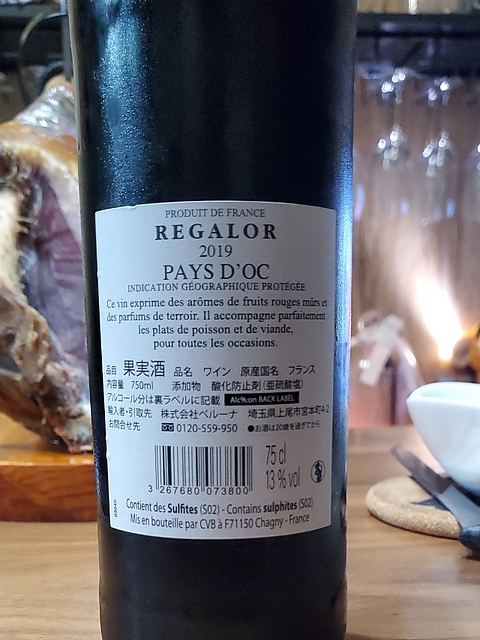 PRODUIT DE FRANCE
REGALOR
2019
PAYS D'OC
INDICATION GÉOGRAPHIQUE PROTÉGÉE
Ce vin exprime des arômes de fruits rouges mûrs et
des parfums de terroir. Il accompagne parfaitement
les plats de poisson et de viande,
pour toutes les occasions.
品目 果実酒 品名 ワイン 原産国名 フランス
内容量 750ml 添加物 酸化防止剤(亜硫酸塩)
アルコール分は裏ラベルに記載 Alc%:on BACK LABEL
輸入者・引取先 株式会社ベルーナ 埼玉県上尾市宮本町4-2
お問合せ先 0120-559-950 ●お酒は20歳を過ぎてから
75 cl
13 % vol
3 267680 073800
Contient des Sulfites (S02) - Contains sulphites (S02)
Mis en bouteille par CVB à F71150 Chagny - France